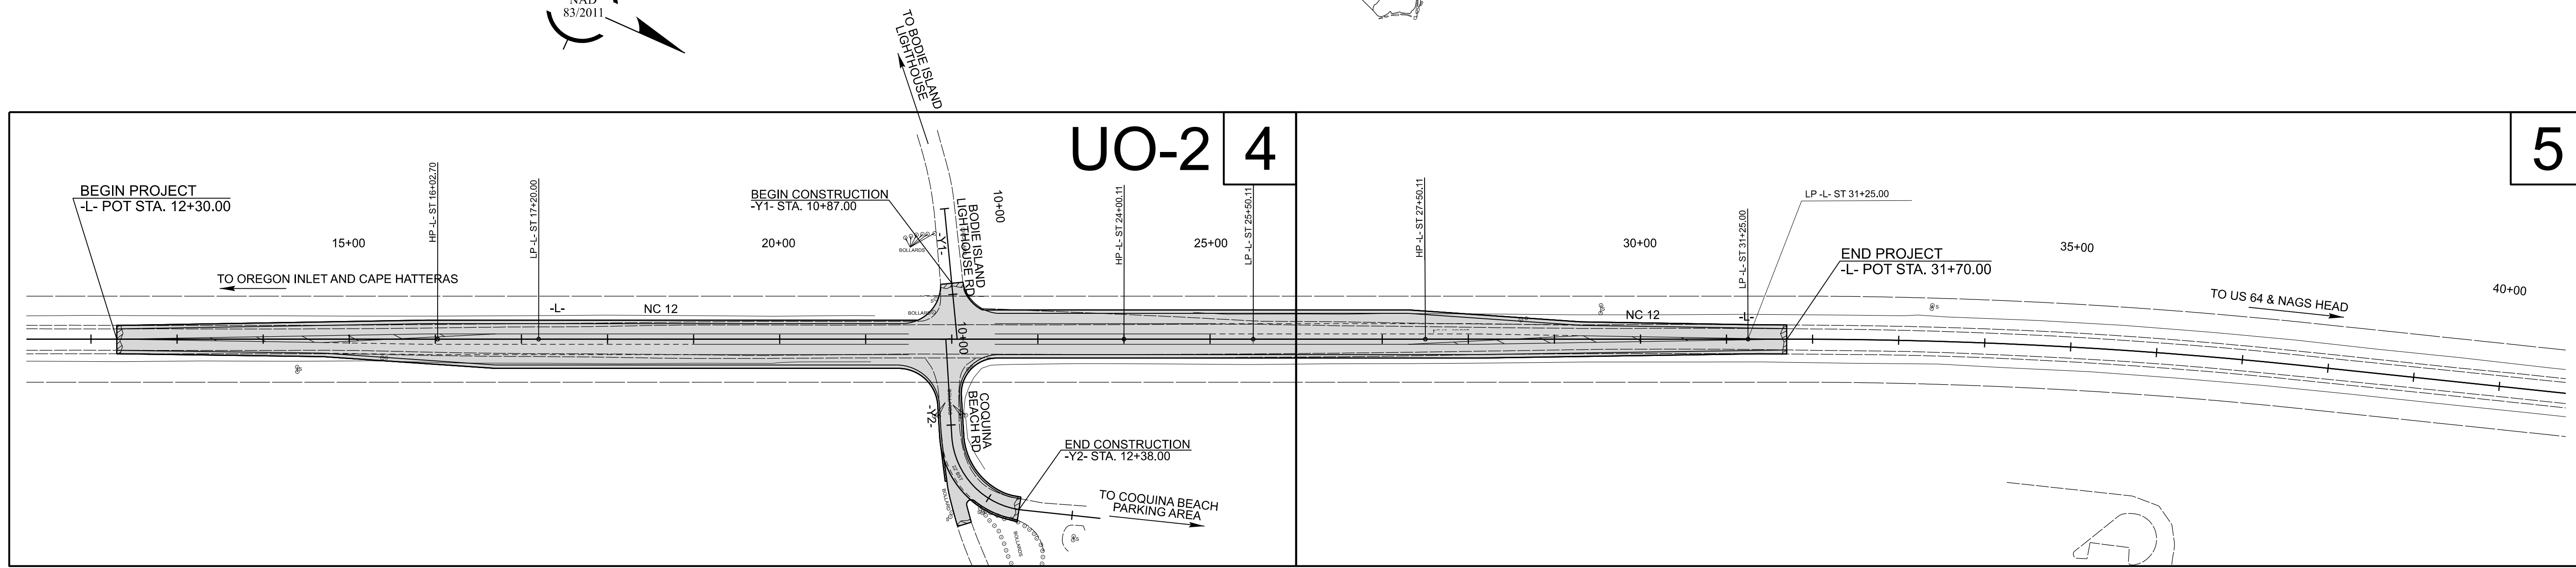 NAD
83/2011
TO BODIE ISLAND
LIGHTHOUSE
UO-2
4
5
BEGIN PROJECT
-L- POT STA. 12+30.00
HP -L- ST 16+02.70
LP -L- ST 17+20.00
BEGIN CONSTRUCTION
-Y1- STA. 10+87.00
10+00
BODIE ISLAND
LIGHTHOUSE RD
-Y1-
BOLLARDS
HP -L- ST 24+00.11
LP -L- ST 25+50.11
HP -L- ST 27+50.11
LP -L- ST 31+25.00
LP -L- ST 31+25.00
15+00
20+00
25+00
30+00
35+00
40+00
END PROJECT
-L- POT STA. 31+70.00
TO OREGON INLET AND CAPE HATTERAS
TO US 64 & NAGS HEAD
-L-
NC 12
BOLLARDS
NC 12
-L-
10+00
COQUINA
BEACH RD
-Y2-
BOLLARDS
END CONSTRUCTION
-Y2- STA. 12+38.00
22' BST
BOLLARD
TO COQUINA BEACH
PARKING AREA
BOLLARDS